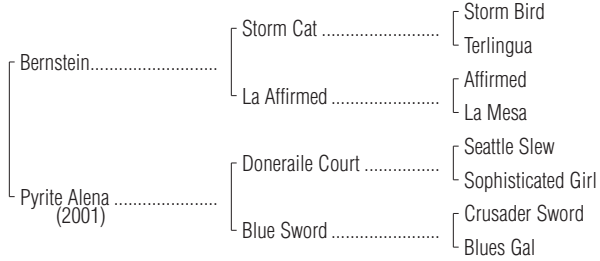 Storm Bird
Storm Cat ........................
Terlingua
Bernstein..........................
Affirmed
La Affirmed ......................
La Mesa
Seattle Slew
Doneraile Court ................
Sophisticated Girl
Pyrite Alena .....................
(2001)
Crusader Sword
Blue Sword ......................
Blues Gal